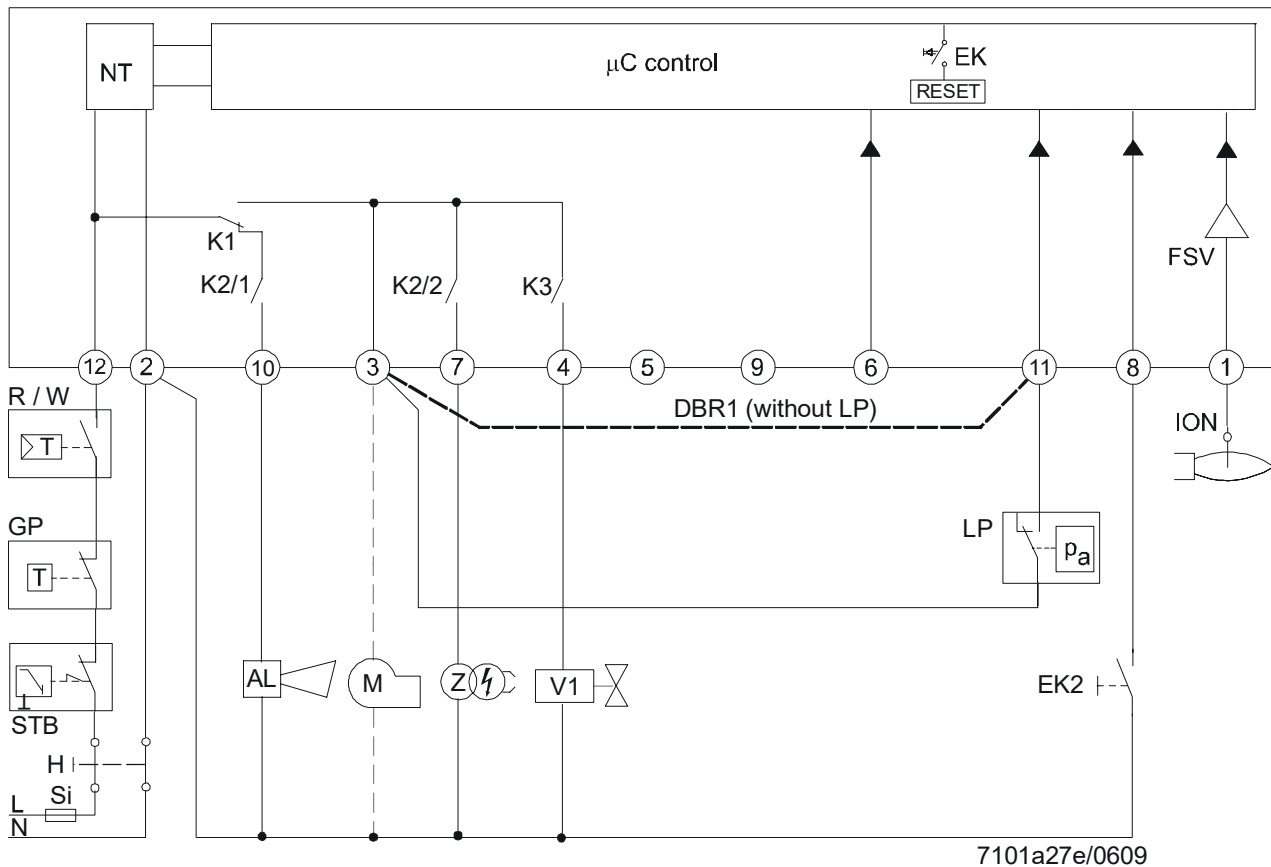 NT
μC control
EK
RESET
FSV
K1
K2/1
K2/2
K3
12
2
10
3
7
4
5
9
6
11
8
1
R / W
T
DBR1 (without LP)
ION
GP
T
LP
pa
STB
AL
M
Z
V1
EK2
H
Si
L
N
7101a27e/0609